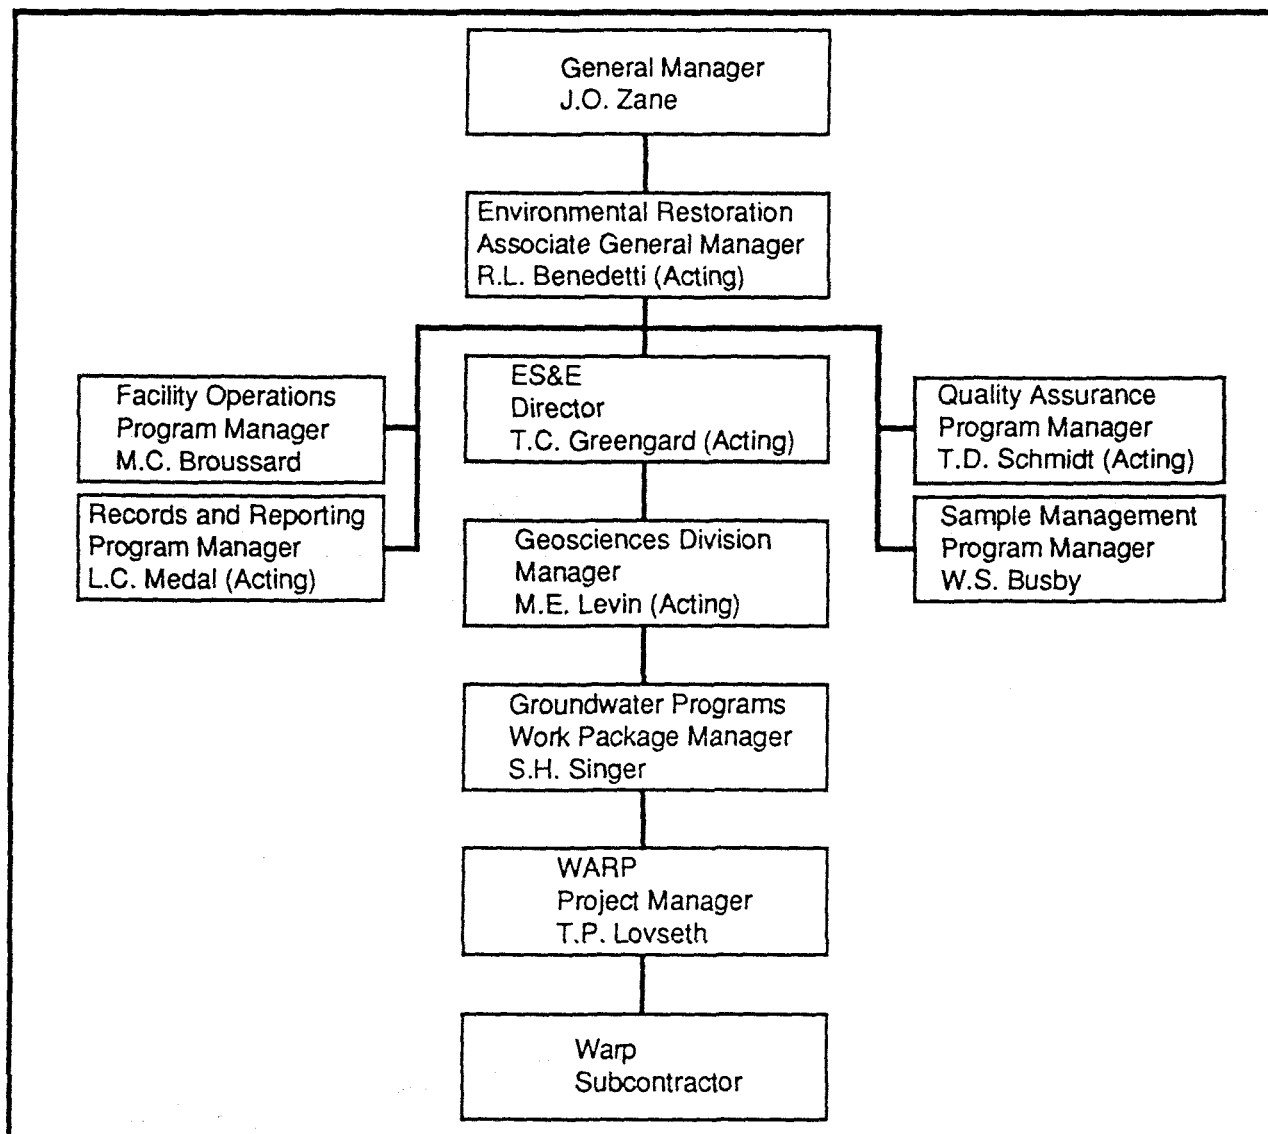 General Manager
J.O. Zane
Environmental Restoration
Associate General Manager
R.L. Benedetti (Acting)
Facility Operations
Program Manager
M.C. Broussard
Records and Reporting
Program Manager
L.C. Medal (Acting)
ES&E
Director
T.C. Greengard (Acting)
Quality Assurance
Program Manager
T.D. Schmidt (Acting)
Sample Management
Program Manager
W.S. Busby
Geosciences Division
Manager
M.E. Levin (Acting)
Groundwater Programs
Work Package Manager
S.H. Singer
WARP
Project Manager
T.P. Lovseth
Warp
Subcontractor